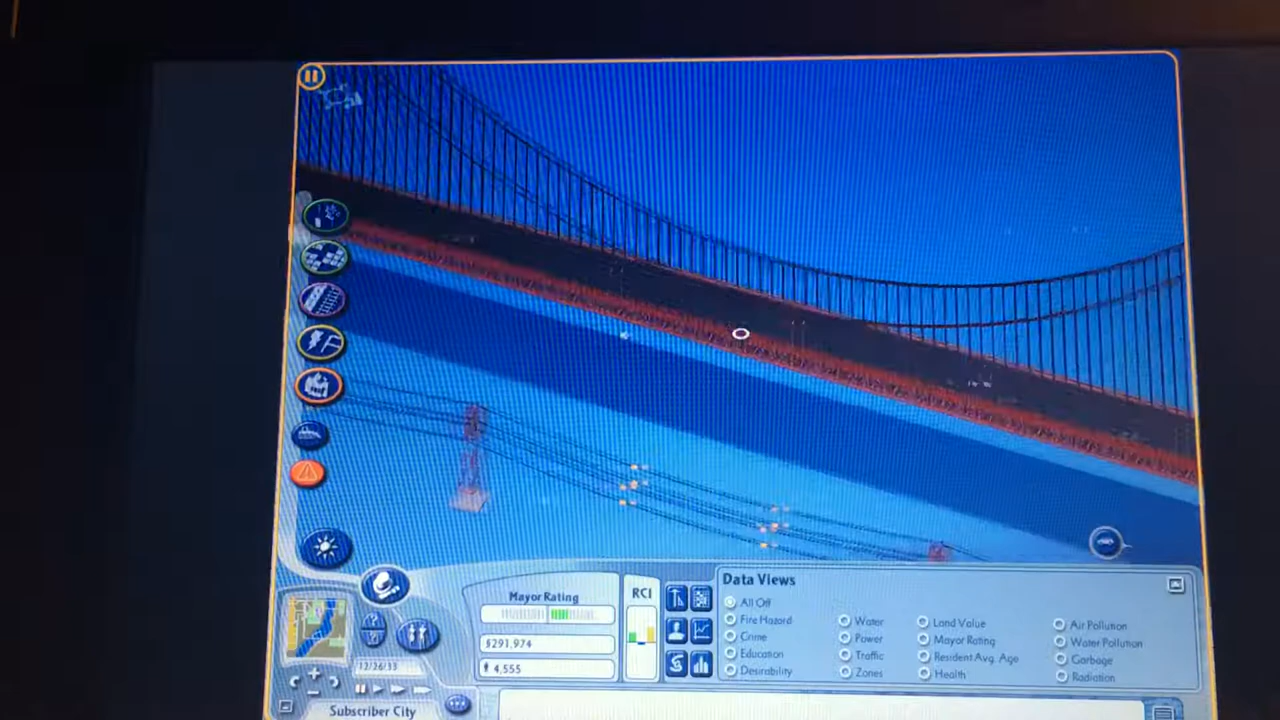 Mayor Rating
RCI
$291,974
4,555
12/26/33
Subscriber City
Data Views
All Off
Fire Hazard
Crime
Education
Desirability
Water
Power
Traffic
Zones
Land Value
Mayor Rating
Resident Avg. Age
Health
Air Pollution
Water Pollution
Garbage
Radiation